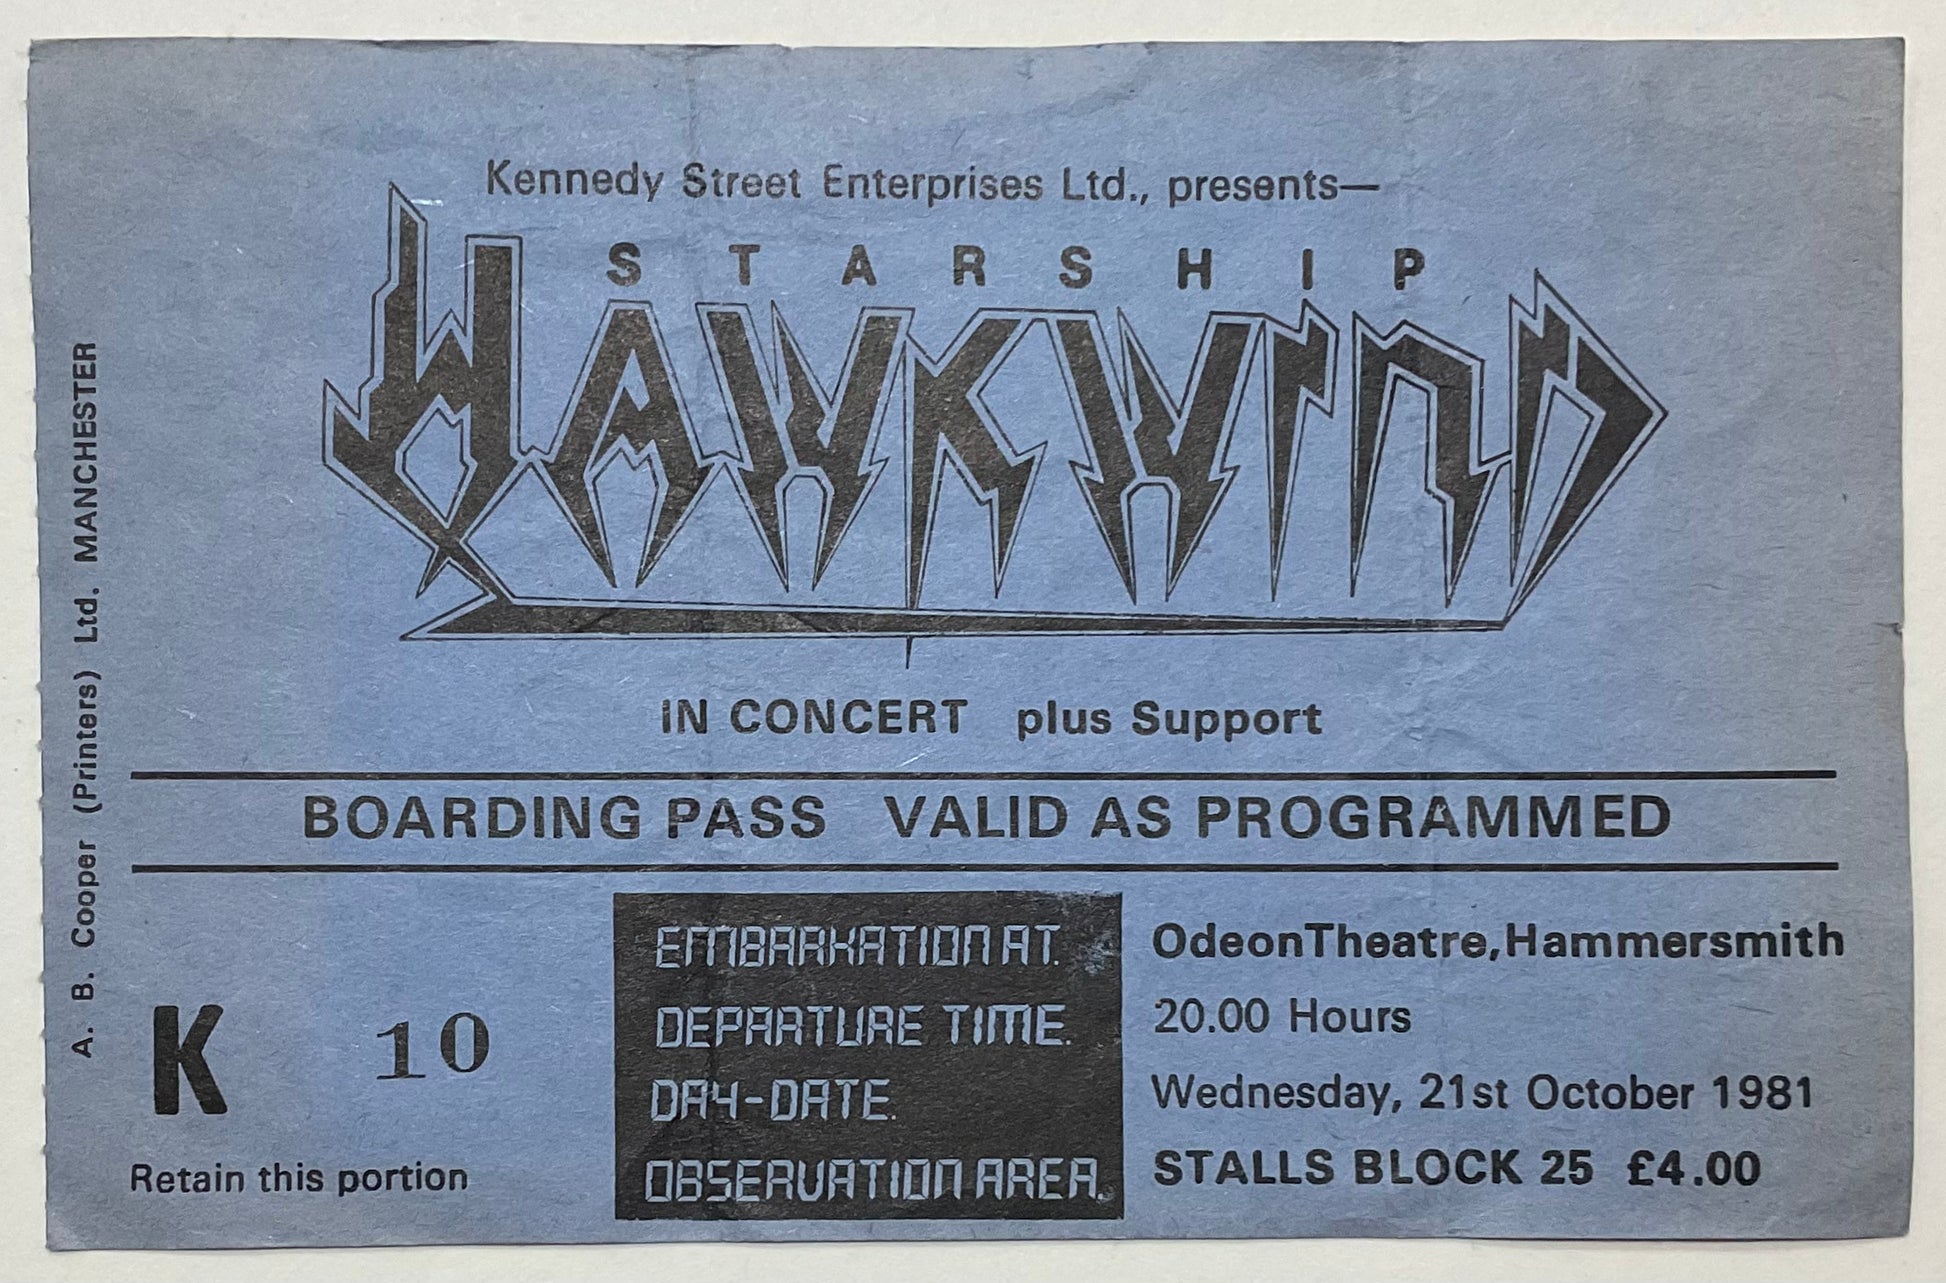 Kennedy Street Enterprises Ltd., presents—
STARSHIP
HAWKWIND
IN CONCERT plus Support
BOARDING PASS VALID AS PROGRAMMED
EMBARKATION AT. OdeonTheatre,Hammersmith
DEPARTURE TIME. 20.00 Hours
DAY-DATE. Wednesday, 21st October 1981
OBSERVATION AREA. STALLS BLOCK 25 £4.00
K 10
Retain this portion
A. B. Cooper (Printers) Ltd. MANCHESTER